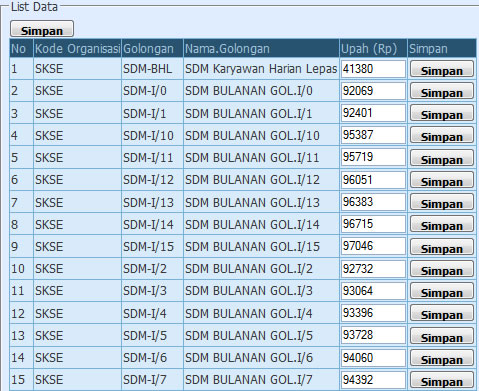 List Data
Simpan
No Kode Organisasi Golongan Nama.Golongan Upah (Rp) Simpan
1 SKSE SDM-BHL SDM Karyawan Harian Lepas 41380 Simpan
2 SKSE SDM-I/0 SDM BULANAN GOL.I/0 92069 Simpan
3 SKSE SDM-I/1 SDM BULANAN GOL.I/1 92401 Simpan
4 SKSE SDM-I/10 SDM BULANAN GOL.I/10 95387 Simpan
5 SKSE SDM-I/11 SDM BULANAN GOL.I/11 95719 Simpan
6 SKSE SDM-I/12 SDM BULANAN GOL.I/12 96051 Simpan
7 SKSE SDM-I/13 SDM BULANAN GOL.I/13 96383 Simpan
8 SKSE SDM-I/14 SDM BULANAN GOL.I/14 96715 Simpan
9 SKSE SDM-I/15 SDM BULANAN GOL.I/15 97046 Simpan
10 SKSE SDM-I/2 SDM BULANAN GOL.I/2 92732 Simpan
11 SKSE SDM-I/3 SDM BULANAN GOL.I/3 93064 Simpan
12 SKSE SDM-I/4 SDM BULANAN GOL.I/4 93396 Simpan
13 SKSE SDM-I/5 SDM BULANAN GOL.I/5 93728 Simpan
14 SKSE SDM-I/6 SDM BULANAN GOL.I/6 94060 Simpan
15 SKSE SDM-I/7 SDM BULANAN GOL.I/7 94392 Simpan